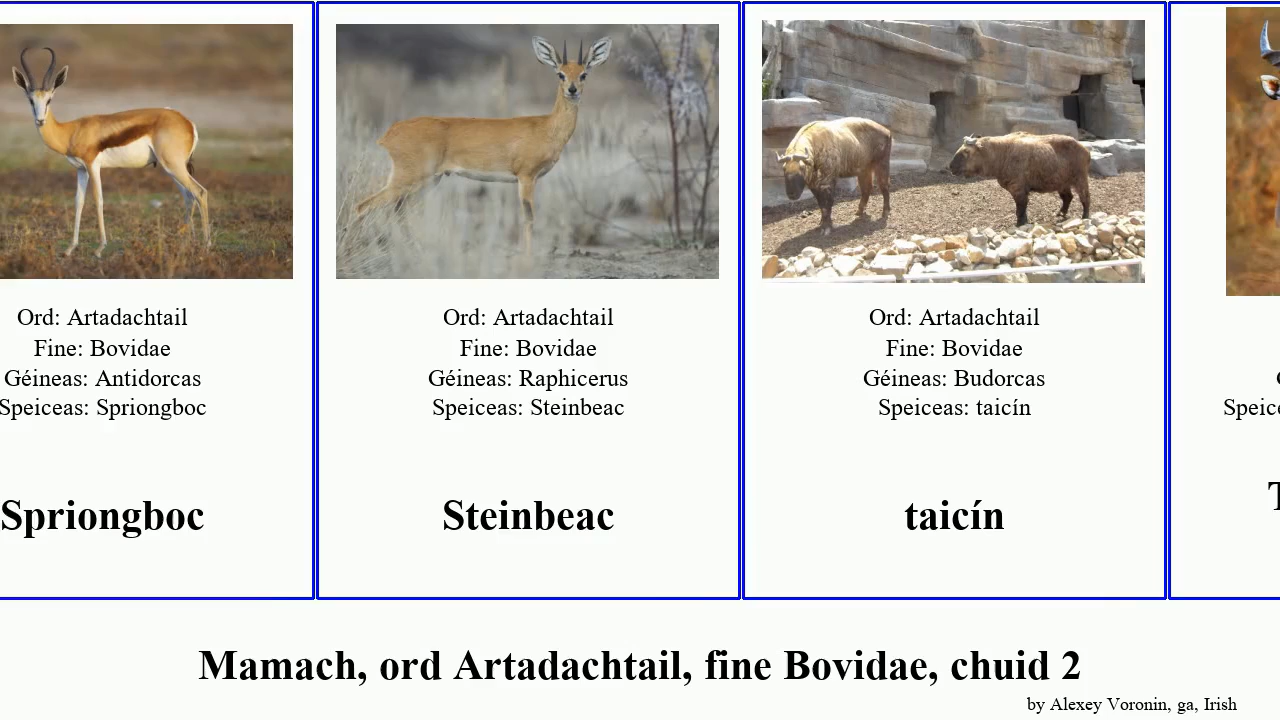 Ord: Artadachtail
Fine: Bovidae
Géineas: Antidorcas
Speiceas: Spriongboc
Spriongboc
Ord: Artadachtail
Fine: Bovidae
Géineas: Raphicerus
Speiceas: Steinbeac
Steinbeac
Ord: Artadachtail
Fine: Bovidae
Géineas: Budorcas
Speiceas: taicín
taicín
Mamach, ord Artadachtail, fine Bovidae, chuid 2
by Alexey Voronin, ga, Irish